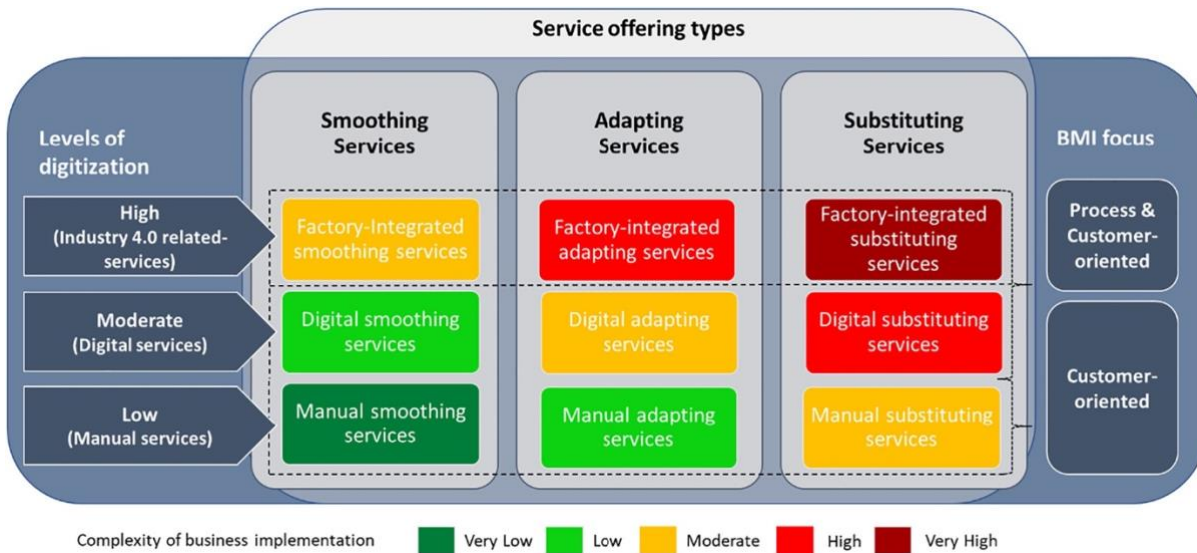 Service offering types
Levels of
digitization
Smoothing
Services
Adapting
Services
Substituting
Services
BMI focus
High
(Industry 4.0 related-
services)
Factory-Integrated
smoothing services
Factory-integrated
adapting services
Factory-integrated
substituting
services
Process &
Customer-
oriented
Moderate
(Digital services)
Digital smoothing
services
Digital adapting
services
Digital substituting
services
Customer-
oriented
Low
(Manual services)
Manual smoothing
services
Manual adapting
services
Manual substituting
services
Complexity of business implementation
Very Low
Low
Moderate
High
Very High